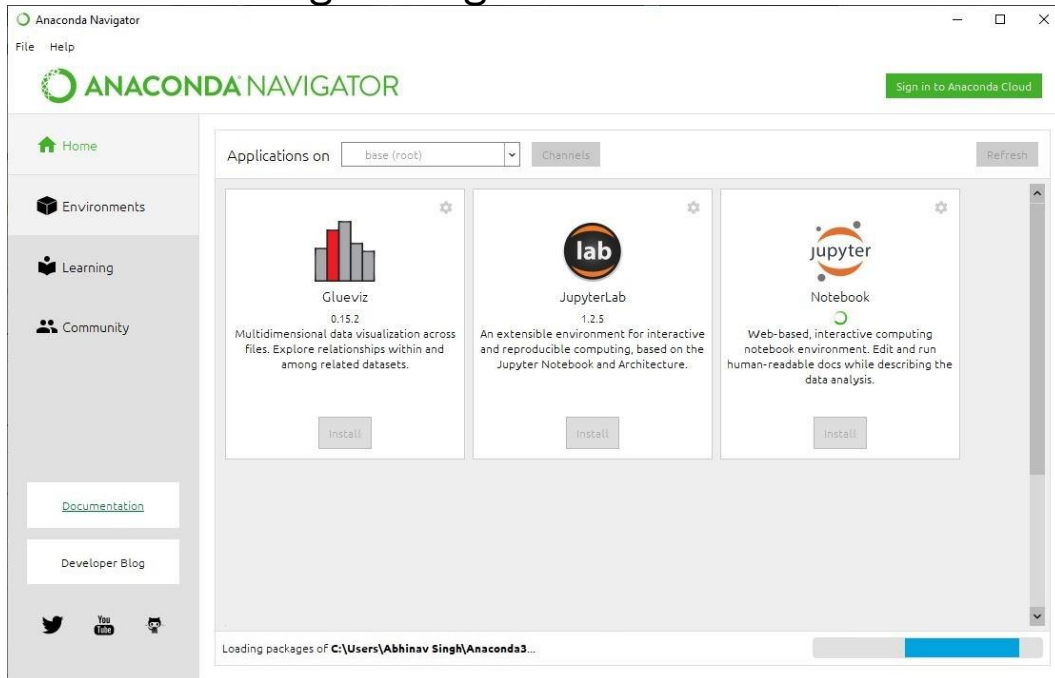 Anaconda Navigator
File Help
ANACONDA NAVIGATOR
Sign in to Anaconda Cloud
Home
Environments
Learning
Community
Documentation
Developer Blog
You
Tube
Applications on base (root) Channels Refresh
Glueviz
0.15.2
Multidimensional data visualization across
files. Explore relationships within and
among related datasets.
Install
lab
JupyterLab
1.2.5
An extensible environment for interactive
and reproducible computing, based on the
Jupyter Notebook and Architecture.
Install
jupyter
Notebook
Web-based, interactive computing
notebook environment. Edit and run
human-readable docs while describing the
data analysis.
Install
Loading packages of C:\Users\Abhinav Singh\Anaconda3...